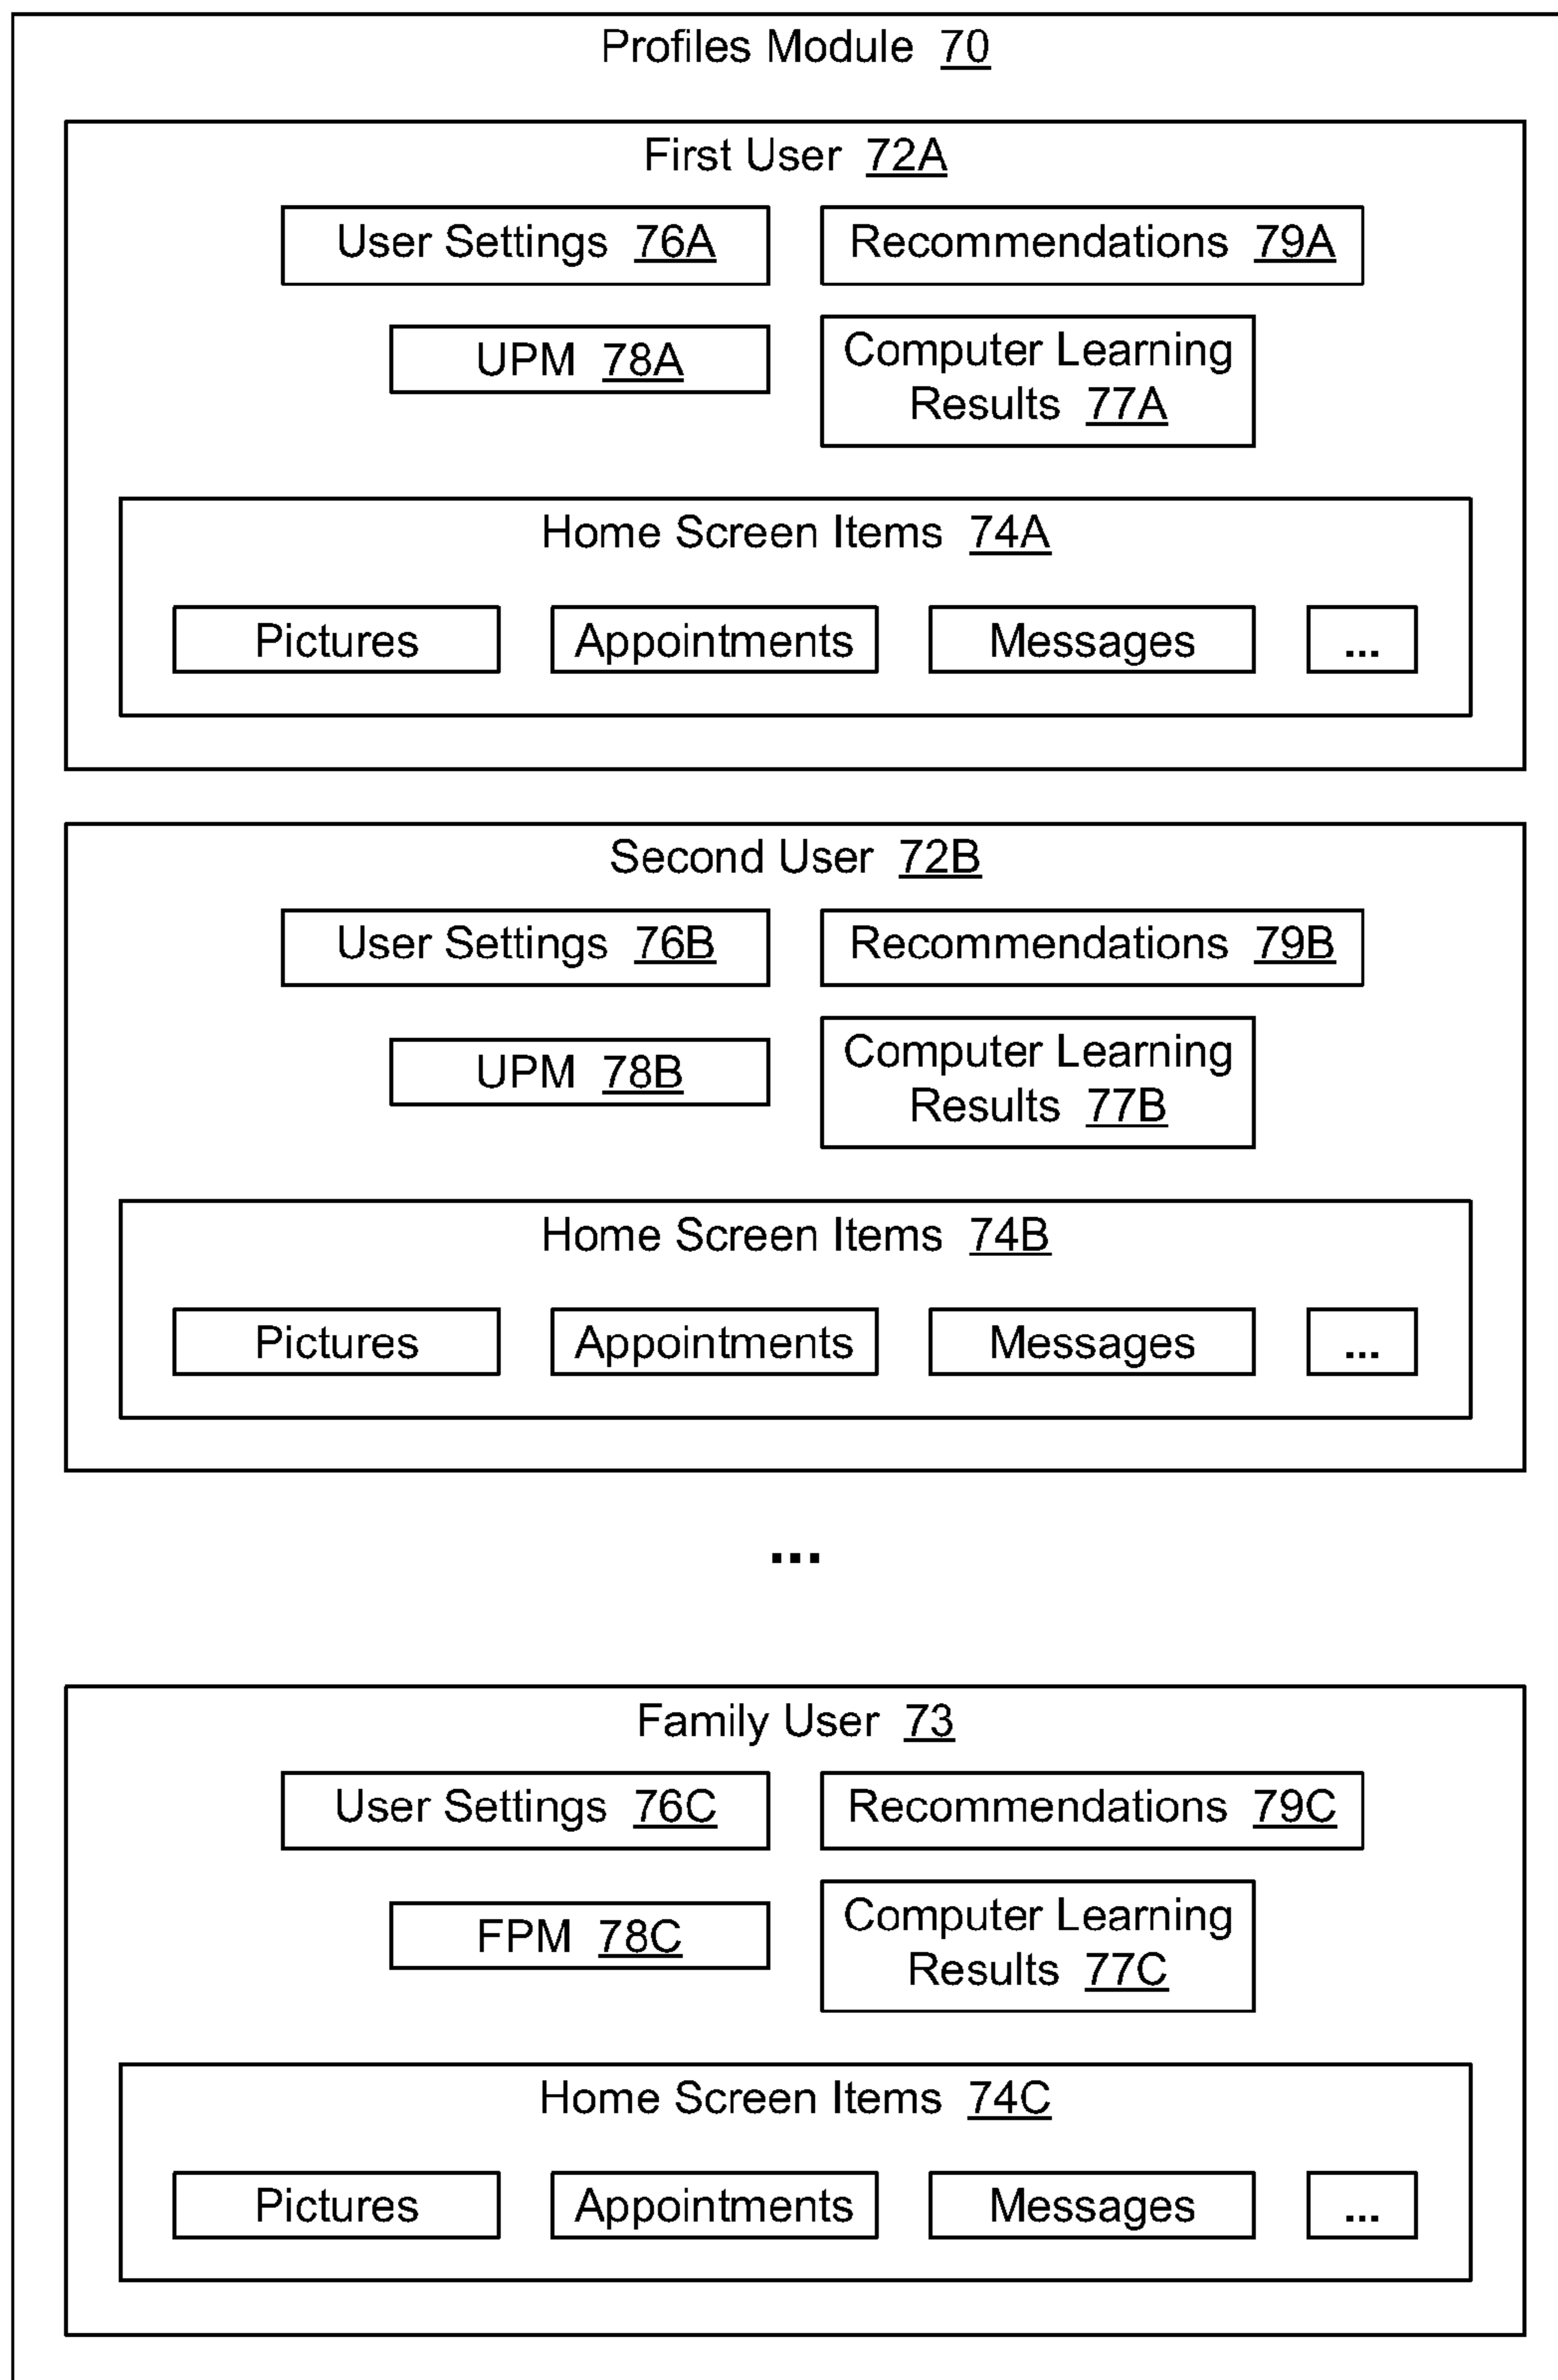 Profiles Module 70
First User 72A
User Settings 76A
Recommendations 79A
UPM 78A
Computer Learning
Results 77A
Home Screen Items 74A
Pictures
Appointments
Messages
...
Second User 72B
User Settings 76B
Recommendations 79B
UPM 78B
Computer Learning
Results 77B
Home Screen Items 74B
Pictures
Appointments
Messages
...
...
Family User 73
User Settings 76C
Recommendations 79C
FPM 78C
Computer Learning
Results 77C
Home Screen Items 74C
Pictures
Appointments
Messages
...